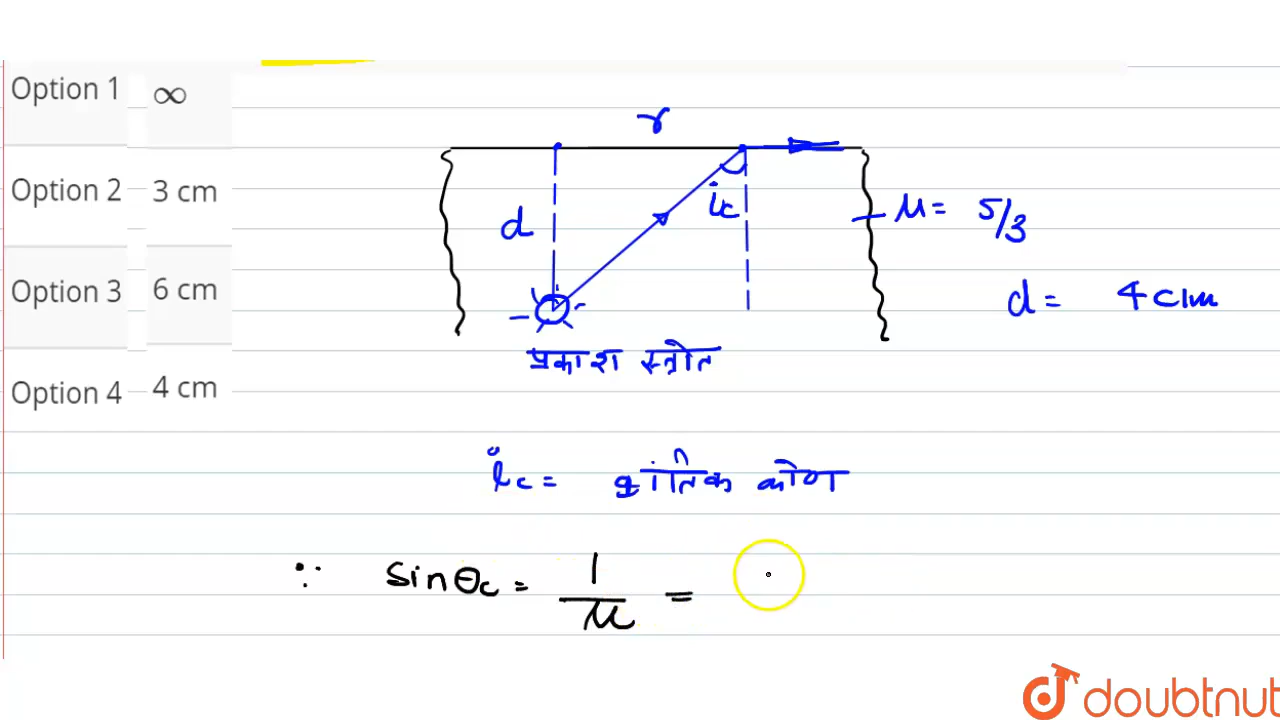 Option 1 ∞
Option 2 3 cm
Option 3 6 cm
Option 4 4 cm
r
d
ic
μ = 5/3
d = 4 cm
प्रकाश स्त्रोत
ic = क्रांतिक कोण
∵ sinθc = 1/μ =
doubtnut